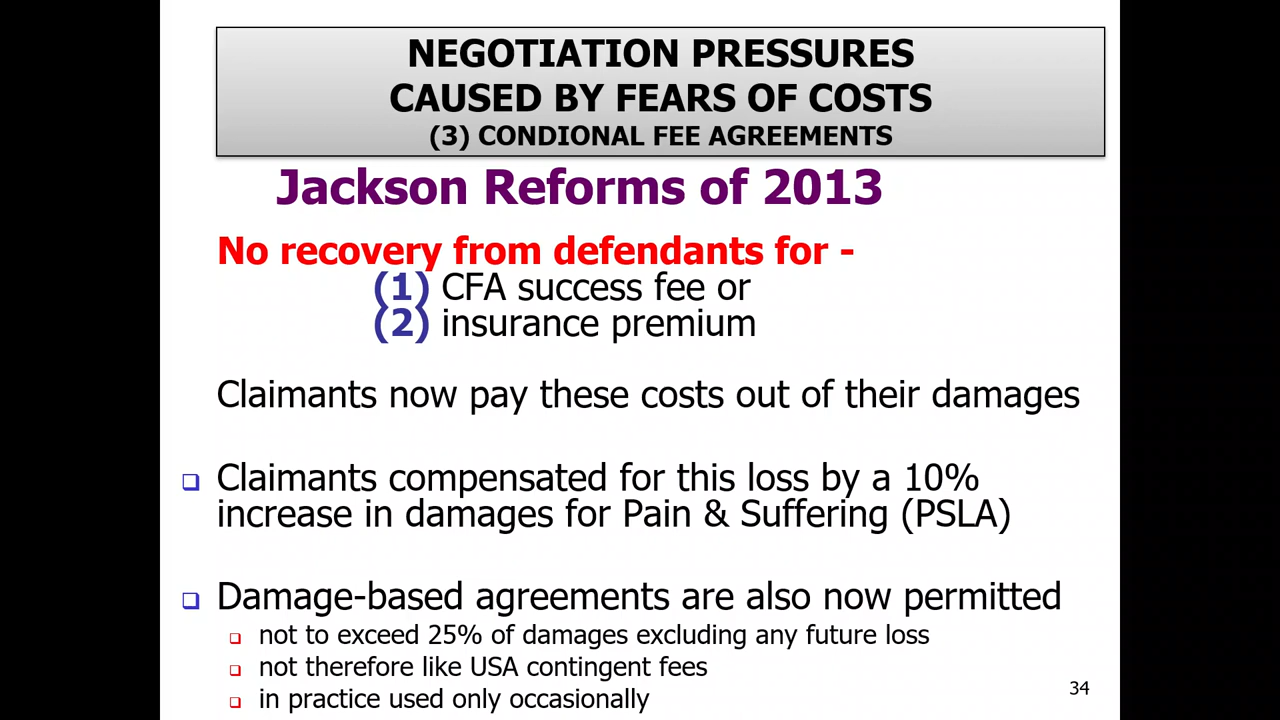 NEGOTIATION PRESSURES
CAUSED BY FEARS OF COSTS
(3) CONDIONAL FEE AGREEMENTS
Jackson Reforms of 2013
No recovery from defendants for -
(1) CFA success fee or
(2) insurance premium
Claimants now pay these costs out of their damages
Claimants compensated for this loss by a 10%
increase in damages for Pain & Suffering (PSLA)
Damage-based agreements are also now permitted
not to exceed 25% of damages excluding any future loss
not therefore like USA contingent fees
in practice used only occasionally
34